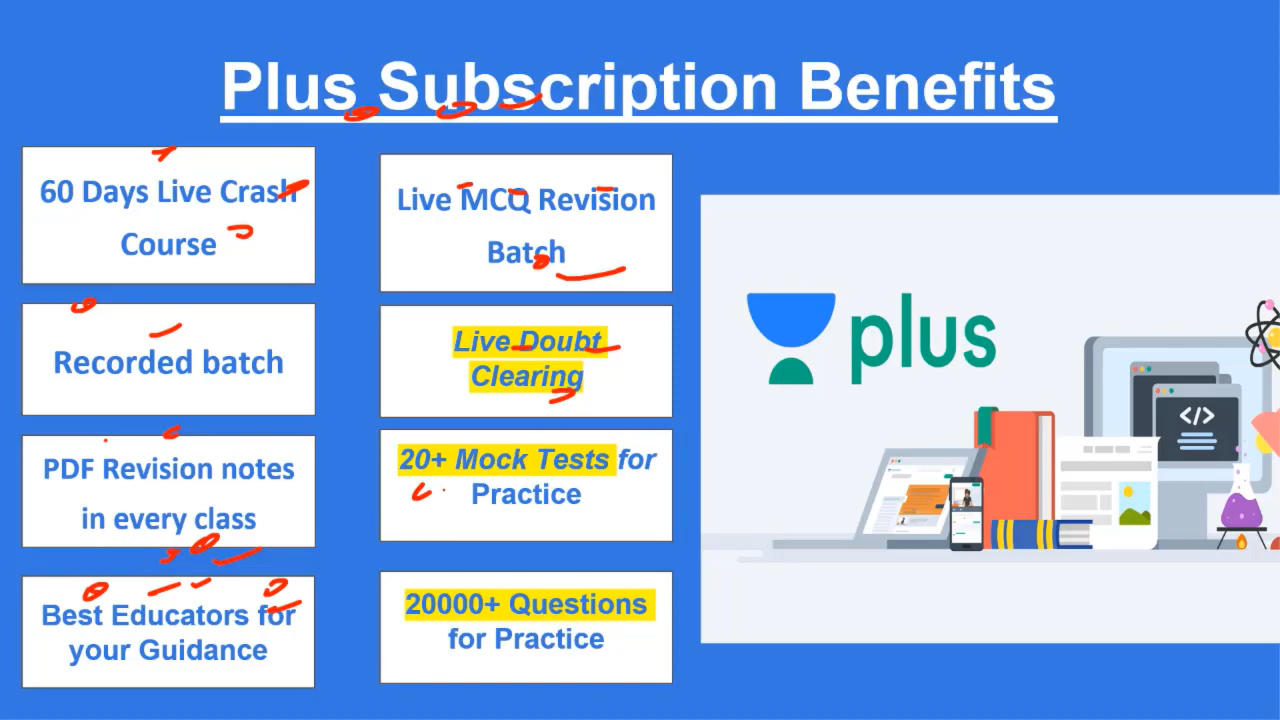 Plus Subscription Benefits
60 Days Live Crash
Course
Live MCQ Revision
Batch
Recorded batch
Live Doubt
Clearing
PDF Revision notes
in every class
20+ Mock Tests for
Practice
Best Educators for
your Guidance
20000+ Questions
for Practice
plus